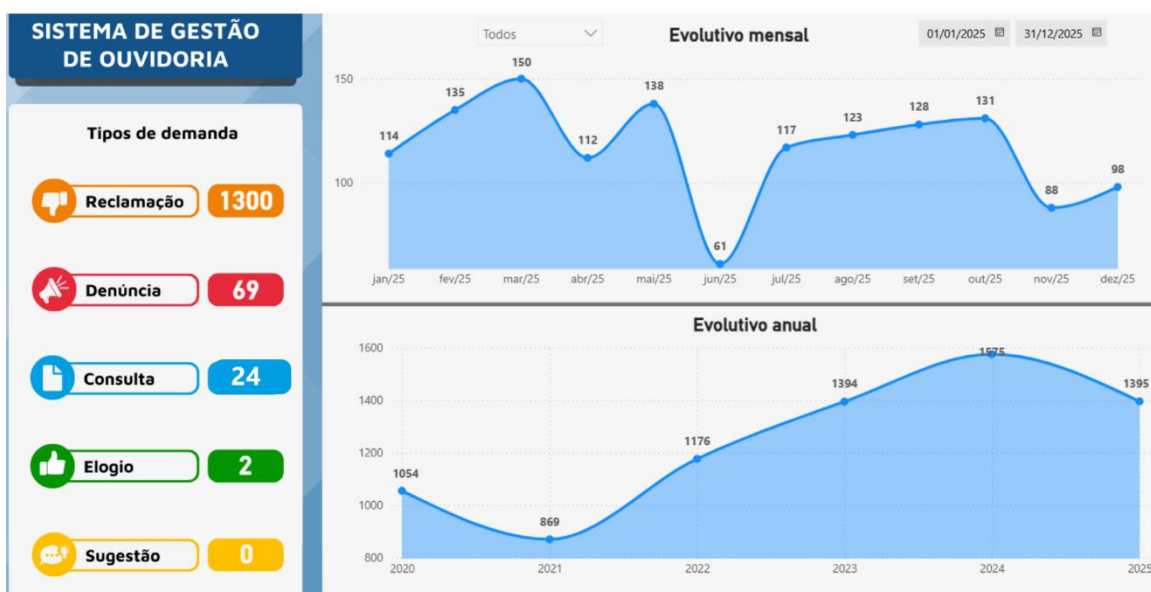 SISTEMA DE GESTÃO
DE OUVIDORIA
Tipos de demanda
Reclamação 1300
Denúncia 69
Consulta 24
Elogio 2
Sugestão 0
Todos
Evolutivo mensal
01/01/2025 31/12/2025
150
100
114
135
150
112
138
61
117
123
128
131
88
98
jan/25 fev/25 mar/25 abr/25 mai/25 jun/25 jul/25 ago/25 set/25 out/25 nov/25 dez/25
Evolutivo anual
1600
1400
1200
1000
800
1054
869
1176
1394
1575
1395
2020 2021 2022 2023 2024 2025